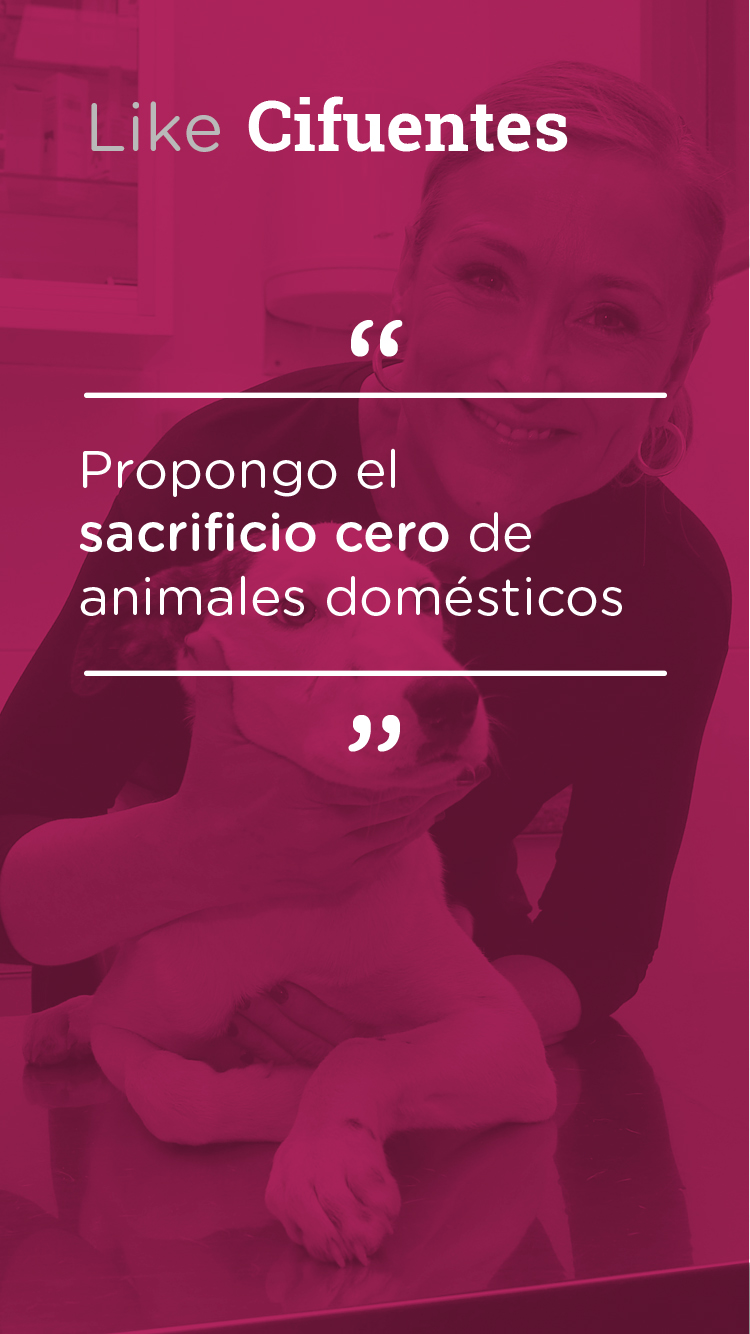 Like Cifuentes
“
Propongo el
sacrificio cero de
animales domésticos
”